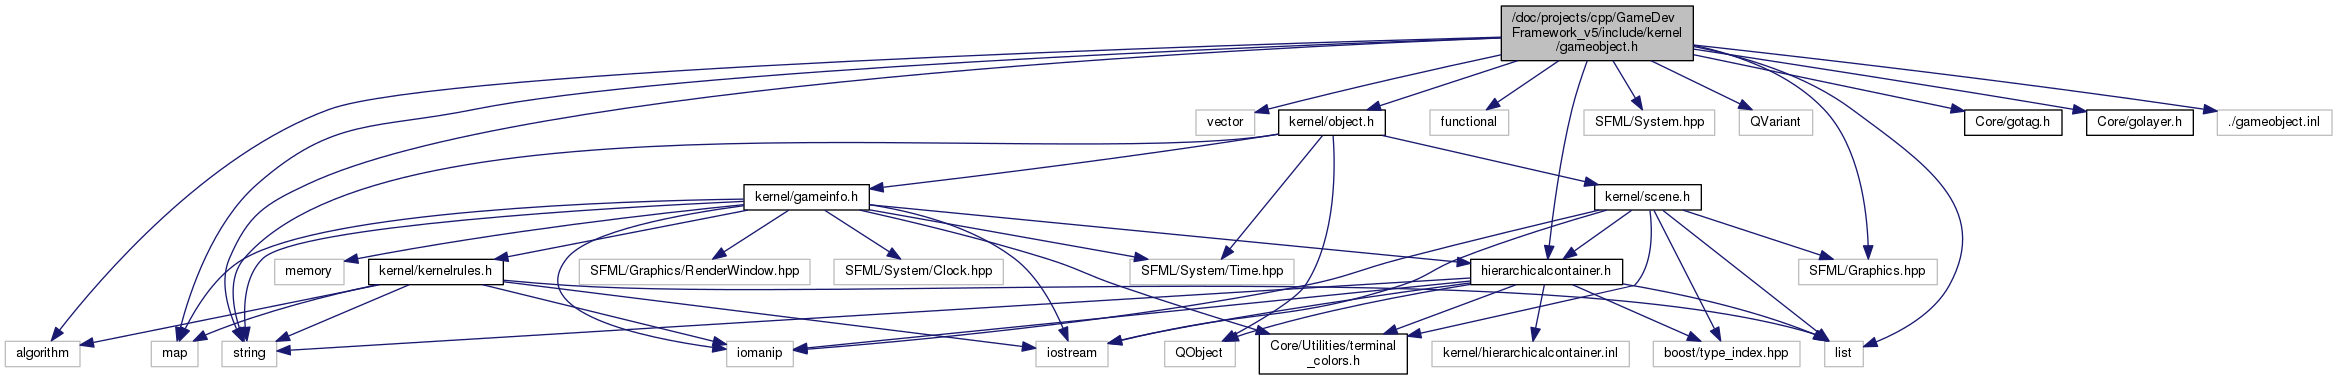 /doc/projects/cpp/GameDev
Framework_v5/include/kernel
/gameobject.h
vector
kernel/object.h
functional
SFML/System.hpp
QVariant
Core/gotag.h
Core/golayer.h
./gameobject.inl
kernel/gameinfo.h
kernel/scene.h
memory
kernel/kernelrules.h
SFML/Graphics/RenderWindow.hpp
SFML/System/Clock.hpp
SFML/System/Time.hpp
hierarchicalcontainer.h
SFML/Graphics.hpp
algorithm
map
string
iomanip
iostream
QObject
Core/Utilities/terminal
_colors.h
kernel/hierarchicalcontainer.inl
boost/type_index.hpp
list